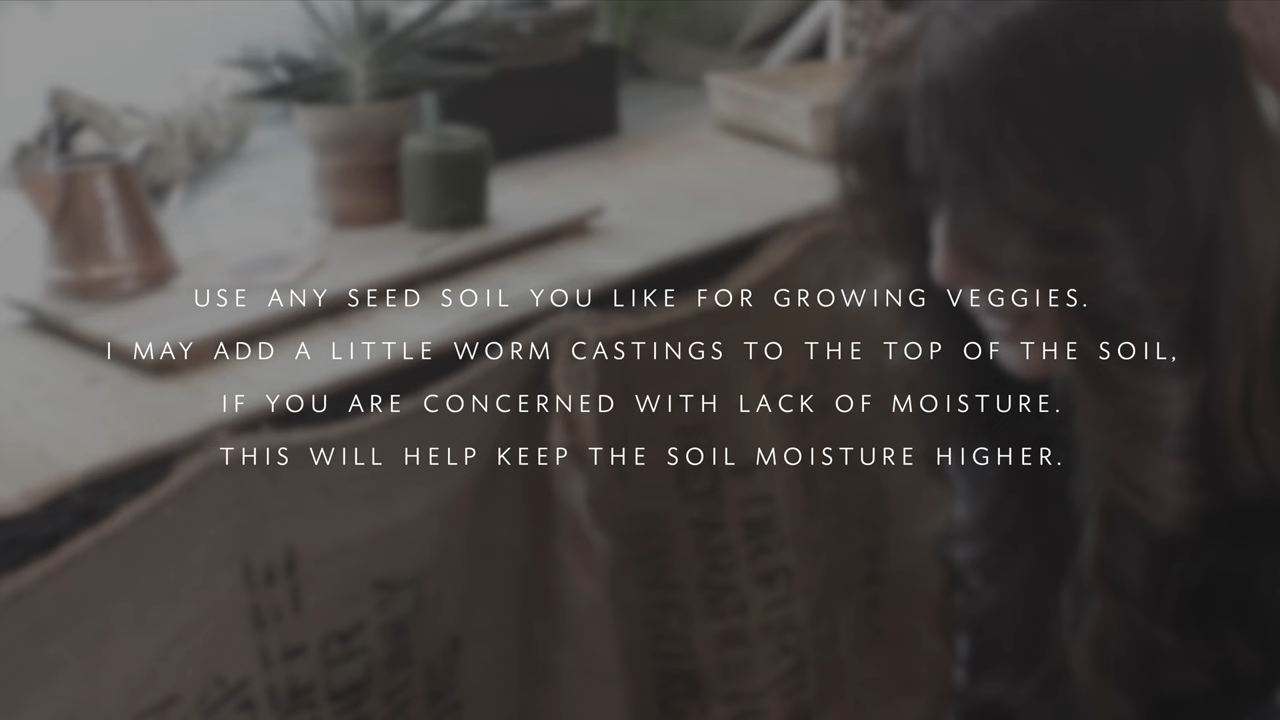 USE ANY SEED SOIL YOU LIKE FOR GROWING VEGGIES.
I MAY ADD A LITTLE WORM CASTINGS TO THE TOP OF THE SOIL,
IF YOU ARE CONCERNED WITH LACK OF MOISTURE.
THIS WILL HELP KEEP THE SOIL MOISTURE HIGHER.